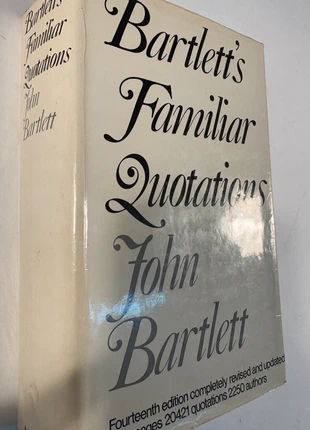 Bartlett's
Familiar
Quotations
John
Bartlett
Bartlett's
Familiar
Quotations
John
Bartlett
Fourteenth edition completely revised and updated
20421 quotations 2250 authors